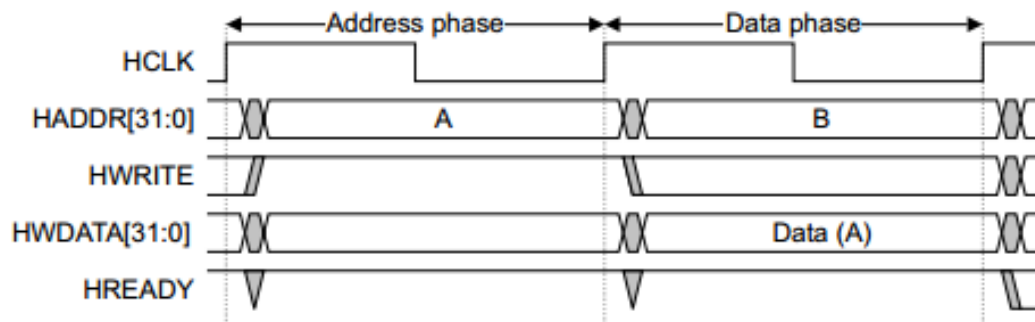 Address phase Data phase
HCLK
HADDR[31:0] A B
HWRITE
HWDATA[31:0] Data (A)
HREADY